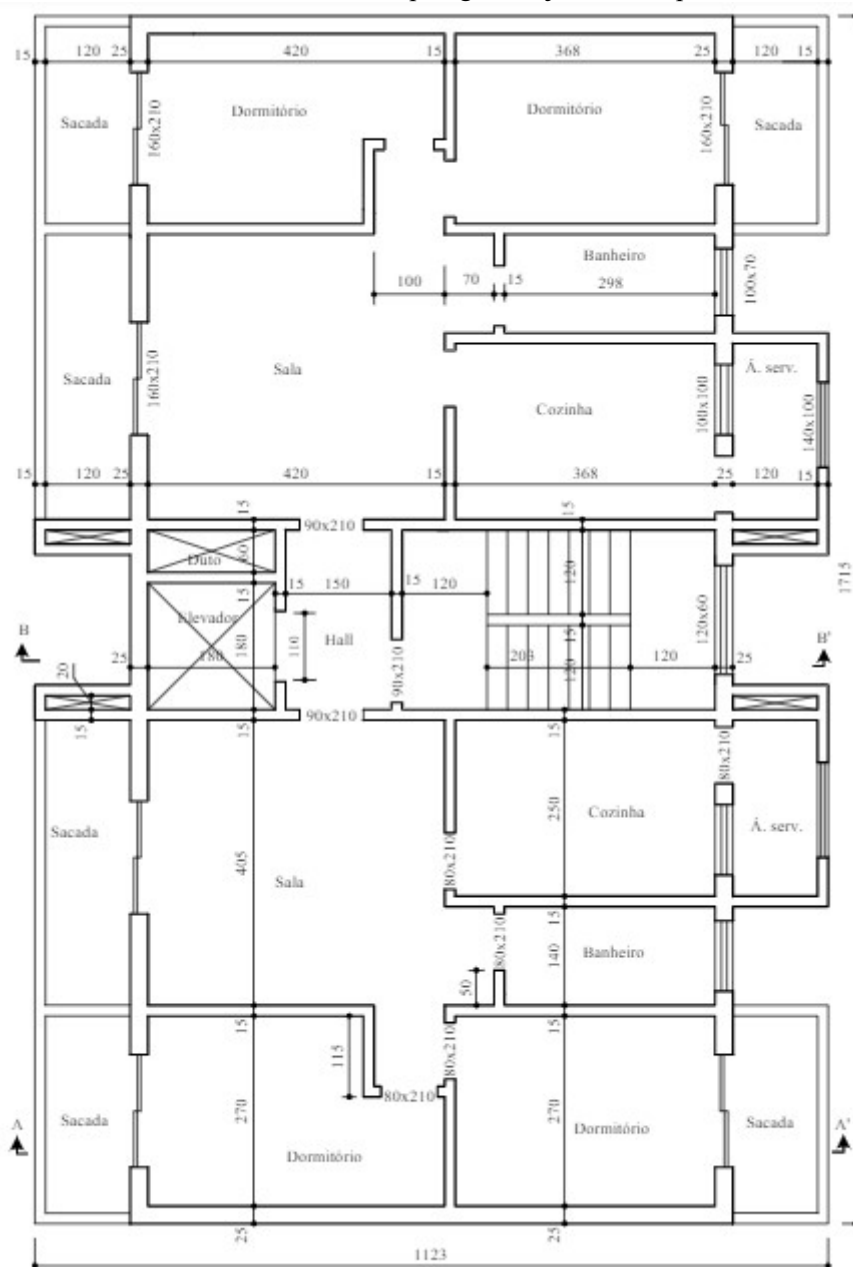 15 120 25 420 15 368 25 120 15
Dormitório
Dormitório
Sacada
160x210
160x210
Sacada
Banheiro
100 70 15 298
100x70
Sacada
160x210
Sala
Cozinha
100x100
Á. serv.
140x100
15 120 25 420 15 368 25 120 15
15
90x210
15
Duto
60
15
15 150 15 120
120
1715
Elevador
B
25
180
180
110
Hall
90x210
203
15
120
120
120x60
B'
25
20
15
15
90x210
15
80x210
Sacada
405
Sala
80x210
250
Cozinha
Á. serv.
15
80x210
140
Banheiro
50
15
115
80x210
15
80x210
270
270
A
Sacada
Dormitório
Dormitório
Sacada
A'
25
25
1123